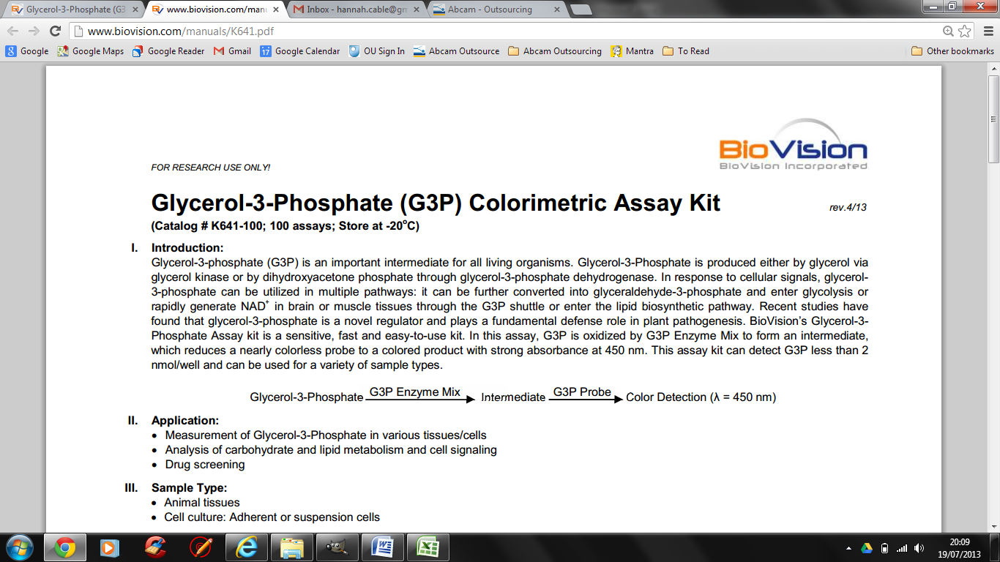 Glycerol-3-Phosphate (G3
www.biovision.com/manu
Inbox - hannah.cable@gm
Abcam - Outsourcing
www.biovision.com/manuals/K641.pdf
Google
Google Maps
Google Reader
Gmail
17
Google Calendar
OU Sign In
Abcam Outsource
Abcam Outsourcing
Mantra
To Read
Other bookmarks
BioVision
BioVision Incorporated
FOR RESEARCH USE ONLY!
Glycerol-3-Phosphate (G3P) Colorimetric Assay Kit
rev.4/13
(Catalog # K641-100; 100 assays; Store at -20°C)
I. Introduction:
Glycerol-3-phosphate (G3P) is an important intermediate for all living organisms. Glycerol-3-Phosphate is produced either by glycerol via
glycerol kinase or by dihydroxyacetone phosphate through glycerol-3-phosphate dehydrogenase. In response to cellular signals, glycerol-
3-phosphate can be utilized in multiple pathways: it can be further converted into glyceraldehyde-3-phosphate and enter glycolysis or
rapidly generate NAD⁺ in brain or muscle tissues through the G3P shuttle or enter the lipid biosynthetic pathway. Recent studies have
found that glycerol-3-phosphate is a novel regulator and plays a fundamental defense role in plant pathogenesis. BioVision's Glycerol-3-
Phosphate Assay kit is a sensitive, fast and easy-to-use kit. In this assay, G3P is oxidized by G3P Enzyme Mix to form an intermediate,
which reduces a nearly colorless probe to a colored product with strong absorbance at 450 nm. This assay kit can detect G3P less than 2
nmol/well and can be used for a variety of sample types.
Glycerol-3-Phosphate G3P Enzyme Mix Intermediate G3P Probe Color Detection (λ = 450 nm)
II. Application:
• Measurement of Glycerol-3-Phosphate in various tissues/cells
• Analysis of carbohydrate and lipid metabolism and cell signaling
• Drug screening
III. Sample Type:
• Animal tissues
• Cell culture: Adherent or suspension cells
20:09
19/07/2013